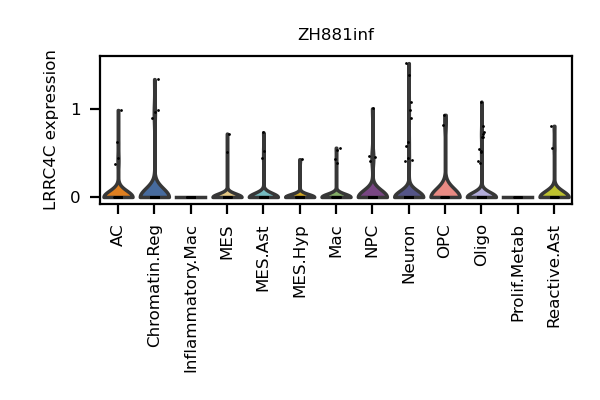 ZH881inf
LRRC4C expression
1
0
AC
Chromatin.Reg
Inflammatory.Mac
MES
MES.Ast
MES.Hyp
Mac
NPC
Neuron
OPC
Oligo
Prolif.Metab
Reactive.Ast